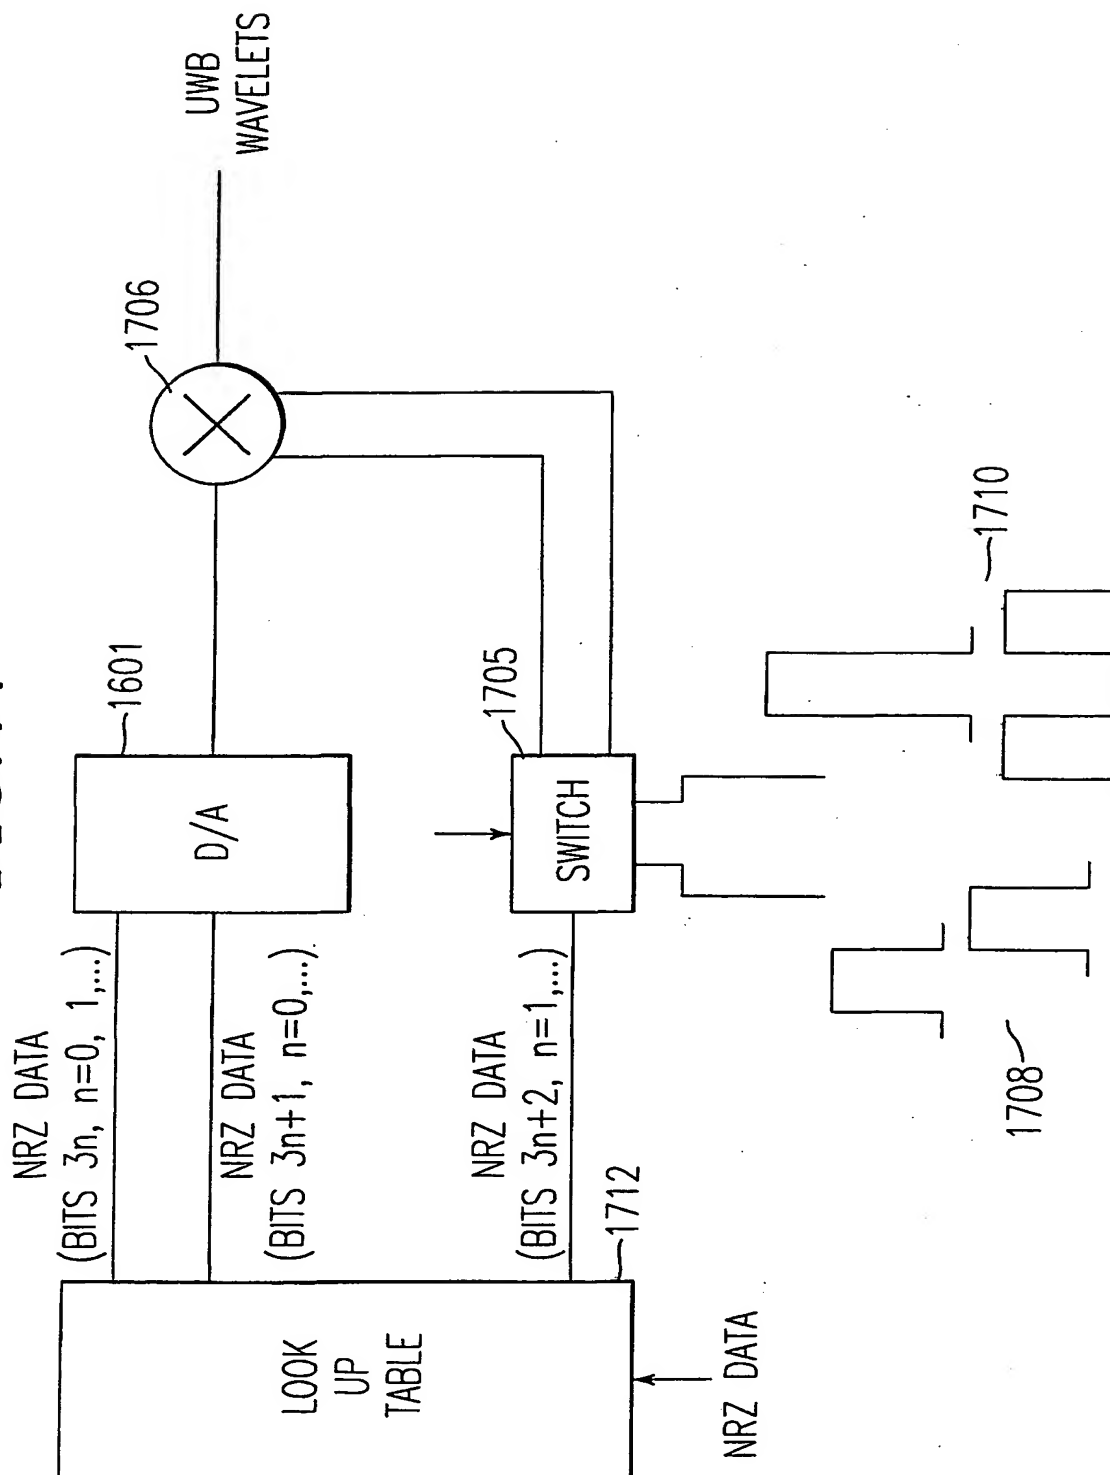 UWB
WAVELETS
1706
1601
D/A
NRZ DATA
(BITS 3n, n=0, 1,...)
NRZ DATA
(BITS 3n+1, n=0,...)
1705
SWITCH
NRZ DATA
(BITS 3n+2, n=1,...)
1712
LOOK
UP
TABLE
NRZ DATA
1710
1708